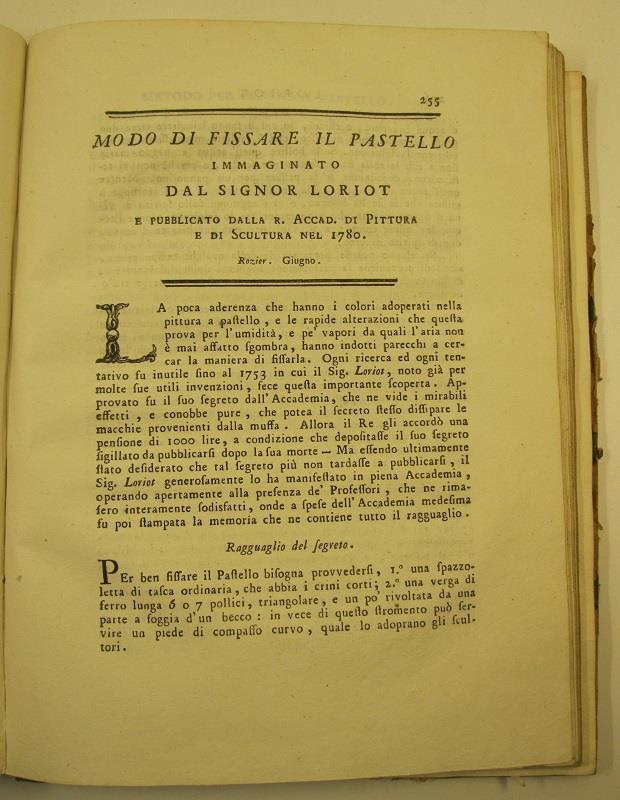 255
MODO DI FISSARE IL PASTELLO
IMMAGINATO
DAL SIGNOR LORIOT
E PUBBLICATO DALLA R. ACCAD. DI PITTURA
E DI SCULTURA NEL 1780.
Rozier. Giugno.
LA poca aderenza che hanno i colori adoperati nella
pittura a paſtello, e le rapide alterazioni che queſta
prova per l'umidità, e pe' vapori da quali l'aria non
è mai affatto ſgombra, hanno indotti parecchi a cer-
car la maniera di fiſſarla. Ogni ricerca ed ogni ten-
tativo fu inutile fino al 1753 in cui il Sig. Loriot, noto già per
molte ſue utili invenzioni, fece queſta importante ſcoperta. Ap-
provato fu il ſuo ſegreto dall'Accademia, che ne vide i mirabili
effetti, e conobbe pure, che potea il ſecreto ſteſſo diſſipare le
macchie provenienti dalla muffa. Allora il Re gli accordò una
penſione di 1000 lire, a condizione che depoſitaſſe il ſuo ſegreto
ſigillato da pubblicarſi dopo la ſua morte — Ma eſſendo ultimamente
ſtato deſiderato che tal ſegreto più non tardaſſe a pubblicarſi, il
Sig. Loriot generoſamente lo ha manifeſtato in piena Accademia,
operando apertamente alla preſenza de' Profeſſori, che ne rima-
ſero interamente ſodisfatti, onde a ſpeſe dell'Accademia medeſima
fu poi ſtampata la memoria che ne contiene tutto il ragguaglio.
Ragguaglio del ſegreto.
PEr ben fiſſare il Paſtello biſogna provvederſi, 1.° una ſpazzo-
letta di taſca ordinaria, che abbia i crini corti; 2.° una verga di
ferro lunga 6 o 7 pollici, triangolare, e un po' rivoltata da una
parte a foggia d'un becco: in vece di queſto ſtromento può ſer-
vire un piede di compaſſo curvo, quale lo adoprano gli ſcul-
tori.